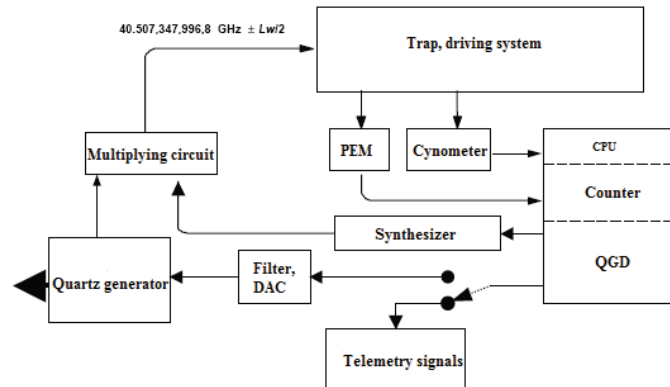 40.507,347,996,8 GHz ± Lw/2
Trap, driving system
Multiplying circuit
PEM
Cynometer
CPU
Counter
Synthesizer
QGD
Quartz generator
Filter,
DAC
Telemetry signals